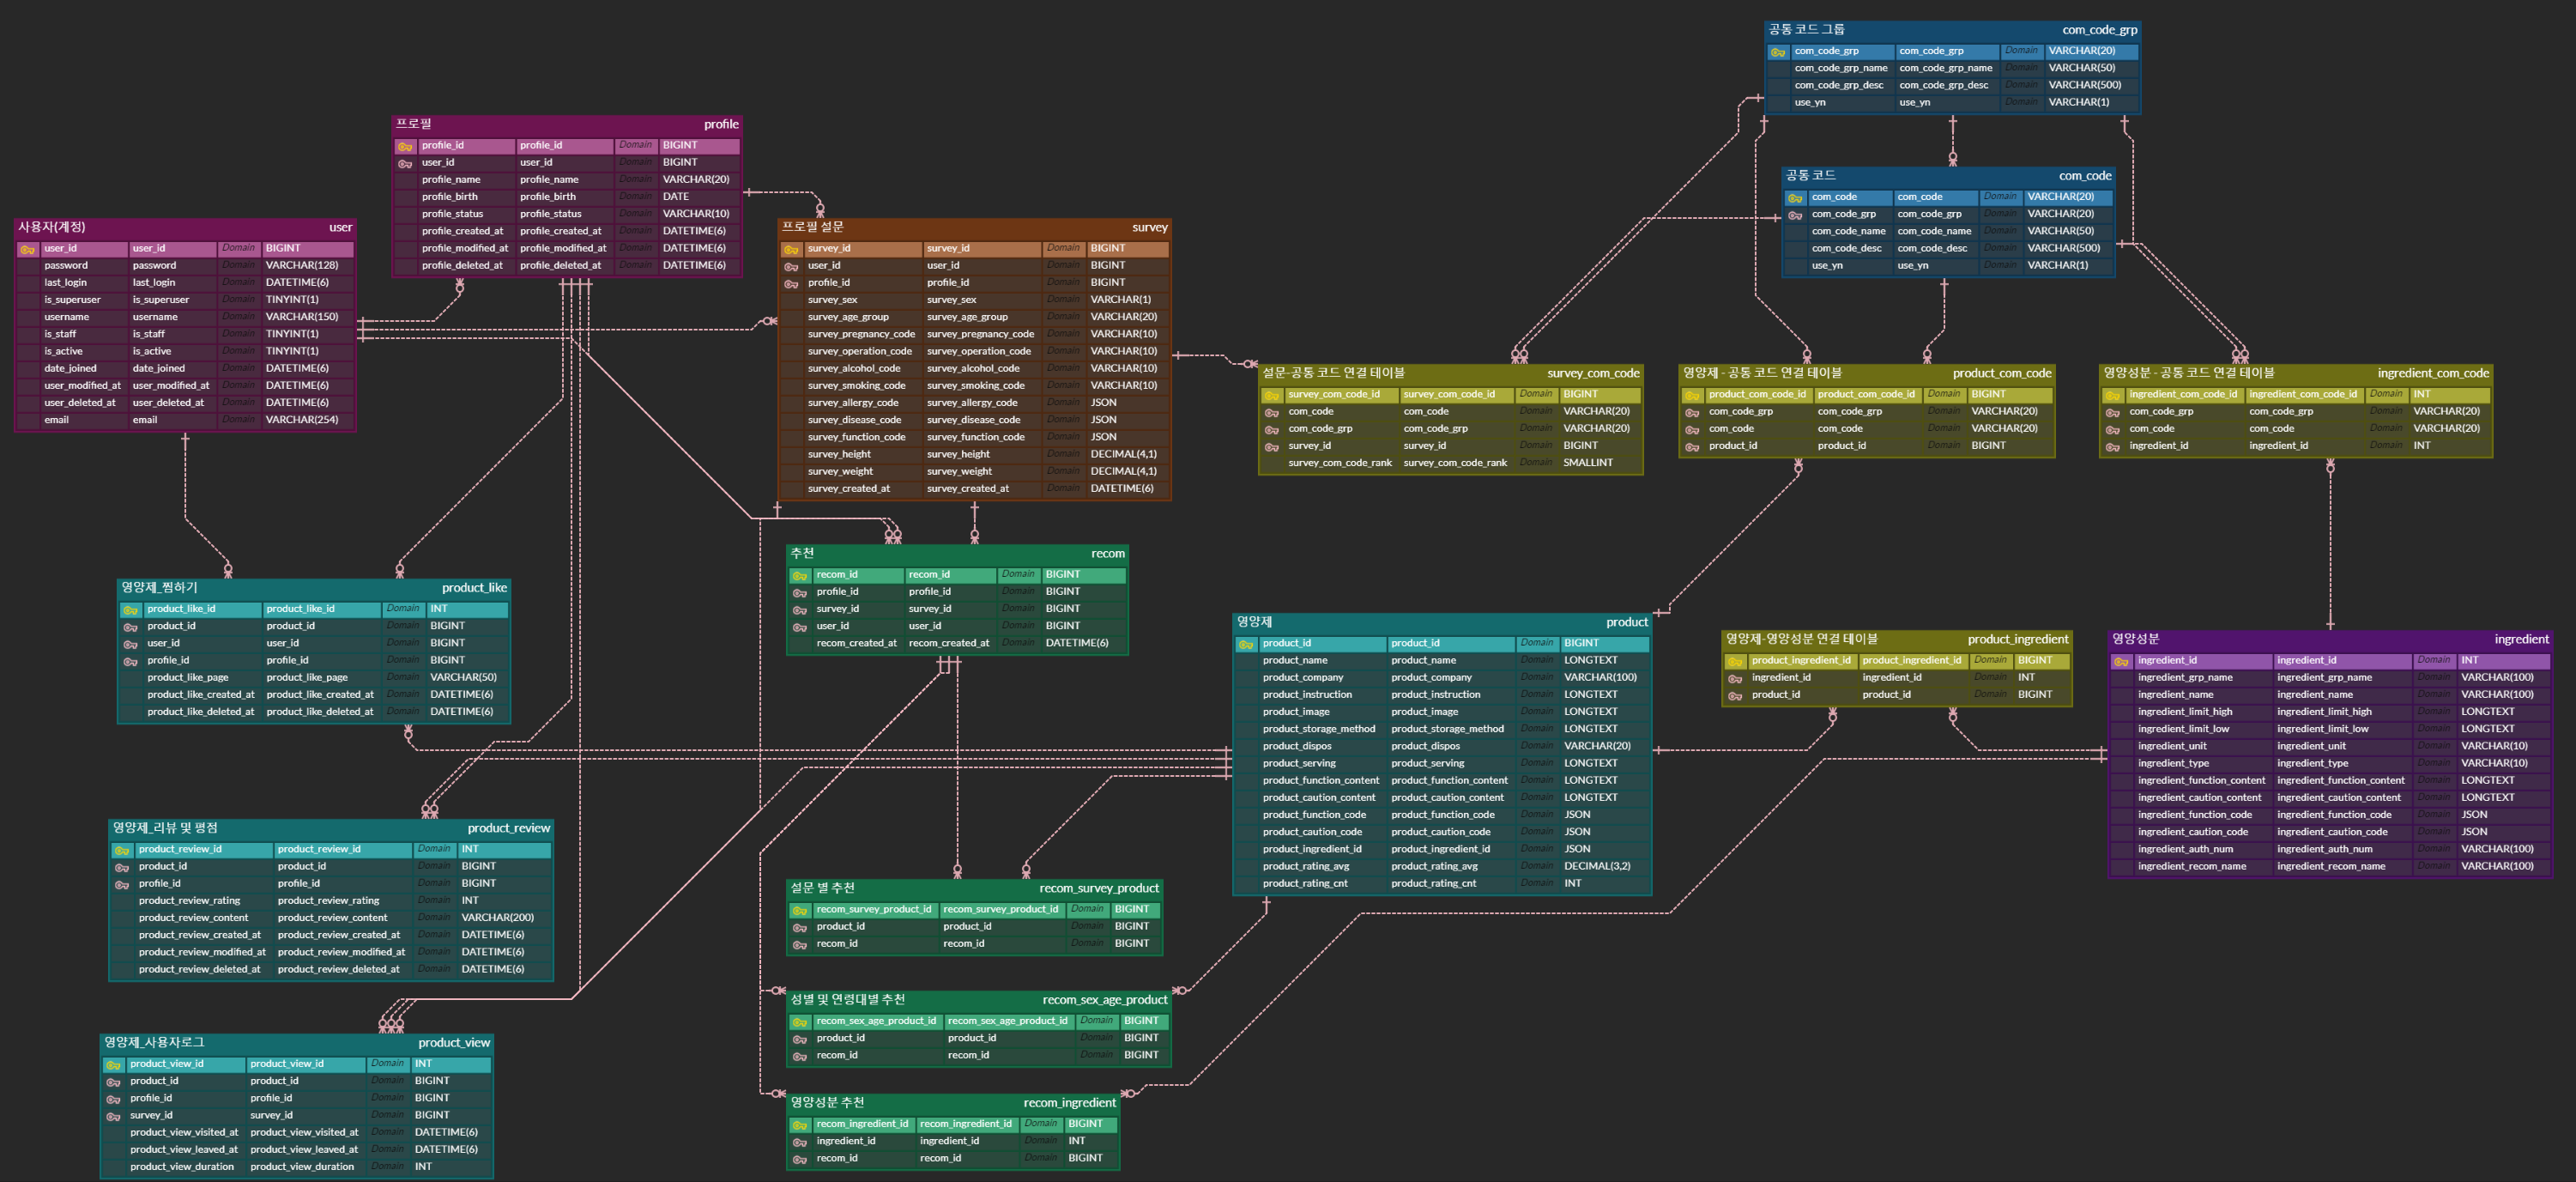 공통 코드 그룹 com_code_grp
com_code_grp com_code_grp Domain VARCHAR(20)
com_code_grp_name com_code_grp_name Domain VARCHAR(50)
com_code_grp_desc com_code_grp_desc Domain VARCHAR(500)
use_yn use_yn Domain VARCHAR(1)
프로필 profile
profile_id profile_id Domain BIGINT
user_id user_id Domain BIGINT
profile_name profile_name Domain VARCHAR(20)
profile_birth profile_birth Domain DATE
profile_status profile_status Domain VARCHAR(10)
profile_created_at profile_created_at Domain DATETIME(6)
profile_modified_at profile_modified_at Domain DATETIME(6)
profile_deleted_at profile_deleted_at Domain DATETIME(6)
공통 코드 com_code
com_code com_code Domain VARCHAR(20)
com_code_grp com_code_grp Domain VARCHAR(20)
com_code_name com_code_name Domain VARCHAR(50)
com_code_desc com_code_desc Domain VARCHAR(500)
use_yn use_yn Domain VARCHAR(1)
사용자(계정) user
user_id user_id Domain BIGINT
password password Domain VARCHAR(128)
last_login last_login Domain DATETIME(6)
is_superuser is_superuser Domain TINYINT(1)
username username Domain VARCHAR(150)
is_staff is_staff Domain TINYINT(1)
is_active is_active Domain TINYINT(1)
date_joined date_joined Domain DATETIME(6)
user_modified_at user_modified_at Domain DATETIME(6)
user_deleted_at user_deleted_at Domain DATETIME(6)
email email Domain VARCHAR(254)
프로필 설문 survey
survey_id survey_id Domain BIGINT
user_id user_id Domain BIGINT
profile_id profile_id Domain BIGINT
survey_sex survey_sex Domain VARCHAR(1)
survey_age_group survey_age_group Domain VARCHAR(20)
survey_pregnancy_code survey_pregnancy_code Domain VARCHAR(10)
survey_operation_code survey_operation_code Domain VARCHAR(10)
survey_alcohol_code survey_alcohol_code Domain VARCHAR(10)
survey_smoking_code survey_smoking_code Domain VARCHAR(10)
survey_allergy_code survey_allergy_code Domain JSON
survey_disease_code survey_disease_code Domain JSON
survey_function_code survey_function_code Domain JSON
survey_height survey_height Domain DECIMAL(4,1)
survey_weight survey_weight Domain DECIMAL(4,1)
survey_created_at survey_created_at Domain DATETIME(6)
설문-공통 코드 연결 테이블 survey_com_code
survey_com_code_id survey_com_code_id Domain BIGINT
com_code com_code Domain VARCHAR(20)
com_code_grp com_code_grp Domain VARCHAR(20)
survey_id survey_id Domain BIGINT
survey_com_code_rank survey_com_code_rank Domain SMALLINT
영양제 - 공통 코드 연결 테이블 product_com_code
product_com_code_id product_com_code_id Domain BIGINT
com_code_grp com_code_grp Domain VARCHAR(20)
com_code com_code Domain VARCHAR(20)
product_id product_id Domain BIGINT
영양성분 - 공통 코드 연결 테이블 ingredient_com_code
ingredient_com_code_id ingredient_com_code_id Domain INT
com_code_grp com_code_grp Domain VARCHAR(20)
com_code com_code Domain VARCHAR(20)
ingredient_id ingredient_id Domain INT
추천 recom
recom_id recom_id Domain BIGINT
profile_id profile_id Domain BIGINT
survey_id survey_id Domain BIGINT
user_id user_id Domain BIGINT
recom_created_at recom_created_at Domain DATETIME(6)
영양제_찜하기 product_like
product_like_id product_like_id Domain INT
product_id product_id Domain BIGINT
user_id user_id Domain BIGINT
profile_id profile_id Domain BIGINT
product_like_page product_like_page Domain VARCHAR(50)
product_like_created_at product_like_created_at Domain DATETIME(6)
product_like_deleted_at product_like_deleted_at Domain DATETIME(6)
영양제 product
product_id product_id Domain BIGINT
product_name product_name Domain LONGTEXT
product_company product_company Domain VARCHAR(100)
product_instruction product_instruction Domain LONGTEXT
product_image product_image Domain LONGTEXT
product_storage_method product_storage_method Domain LONGTEXT
product_dispos product_dispos Domain VARCHAR(20)
product_serving product_serving Domain LONGTEXT
product_function_content product_function_content Domain LONGTEXT
product_caution_content product_caution_content Domain LONGTEXT
product_function_code product_function_code Domain JSON
product_caution_code product_caution_code Domain JSON
product_ingredient_id product_ingredient_id Domain JSON
product_rating_avg product_rating_avg Domain DECIMAL(3,2)
product_rating_cnt product_rating_cnt Domain INT
영양제-영양성분 연결 테이블 product_ingredient
product_ingredient_id product_ingredient_id Domain BIGINT
ingredient_id ingredient_id Domain INT
product_id product_id Domain BIGINT
영양성분 ingredient
ingredient_id ingredient_id Domain INT
ingredient_grp_name ingredient_grp_name Domain VARCHAR(100)
ingredient_name ingredient_name Domain VARCHAR(100)
ingredient_limit_high ingredient_limit_high Domain LONGTEXT
ingredient_limit_low ingredient_limit_low Domain LONGTEXT
ingredient_unit ingredient_unit Domain VARCHAR(10)
ingredient_type ingredient_type Domain VARCHAR(10)
ingredient_function_content ingredient_function_content Domain LONGTEXT
ingredient_caution_content ingredient_caution_content Domain LONGTEXT
ingredient_function_code ingredient_function_code Domain JSON
ingredient_caution_code ingredient_caution_code Domain JSON
ingredient_auth_num ingredient_auth_num Domain VARCHAR(100)
ingredient_recom_name ingredient_recom_name Domain VARCHAR(100)
영양제_리뷰 및 평점 product_review
product_review_id product_review_id Domain INT
product_id product_id Domain BIGINT
profile_id profile_id Domain BIGINT
product_review_rating product_review_rating Domain INT
product_review_content product_review_content Domain VARCHAR(200)
product_review_created_at product_review_created_at Domain DATETIME(6)
product_review_modified_at product_review_modified_at Domain DATETIME(6)
product_review_deleted_at product_review_deleted_at Domain DATETIME(6)
설문 별 추천 recom_survey_product
recom_survey_product_id recom_survey_product_id Domain BIGINT
product_id product_id Domain BIGINT
recom_id recom_id Domain BIGINT
성별 및 연령대별 추천 recom_sex_age_product
recom_sex_age_product_id recom_sex_age_product_id Domain BIGINT
product_id product_id Domain BIGINT
recom_id recom_id Domain BIGINT
영양제_사용자로그 product_view
product_view_id product_view_id Domain INT
product_id product_id Domain BIGINT
profile_id profile_id Domain BIGINT
survey_id survey_id Domain BIGINT
product_view_visited_at product_view_visited_at Domain DATETIME(6)
product_view_leaved_at product_view_leaved_at Domain DATETIME(6)
product_view_duration product_view_duration Domain INT
영양성분 추천 recom_ingredient
recom_ingredient_id recom_ingredient_id Domain BIGINT
ingredient_id ingredient_id Domain INT
recom_id recom_id Domain BIGINT